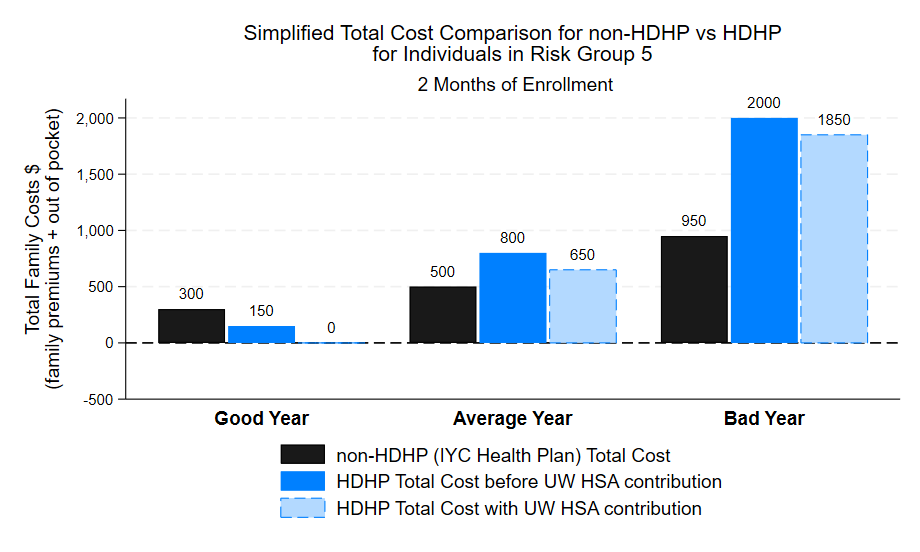 Simplified Total Cost Comparison for non-HDHP vs HDHP
for Individuals in Risk Group 5
2 Months of Enrollment
Total Family Costs $
(family premiums + out of pocket)
2,000
1,500
1,000
500
0
-500
300
150
0
500
800
650
950
2000
1850
Good Year
Average Year
Bad Year
non-HDHP (IYC Health Plan) Total Cost
HDHP Total Cost before UW HSA contribution
HDHP Total Cost with UW HSA contribution